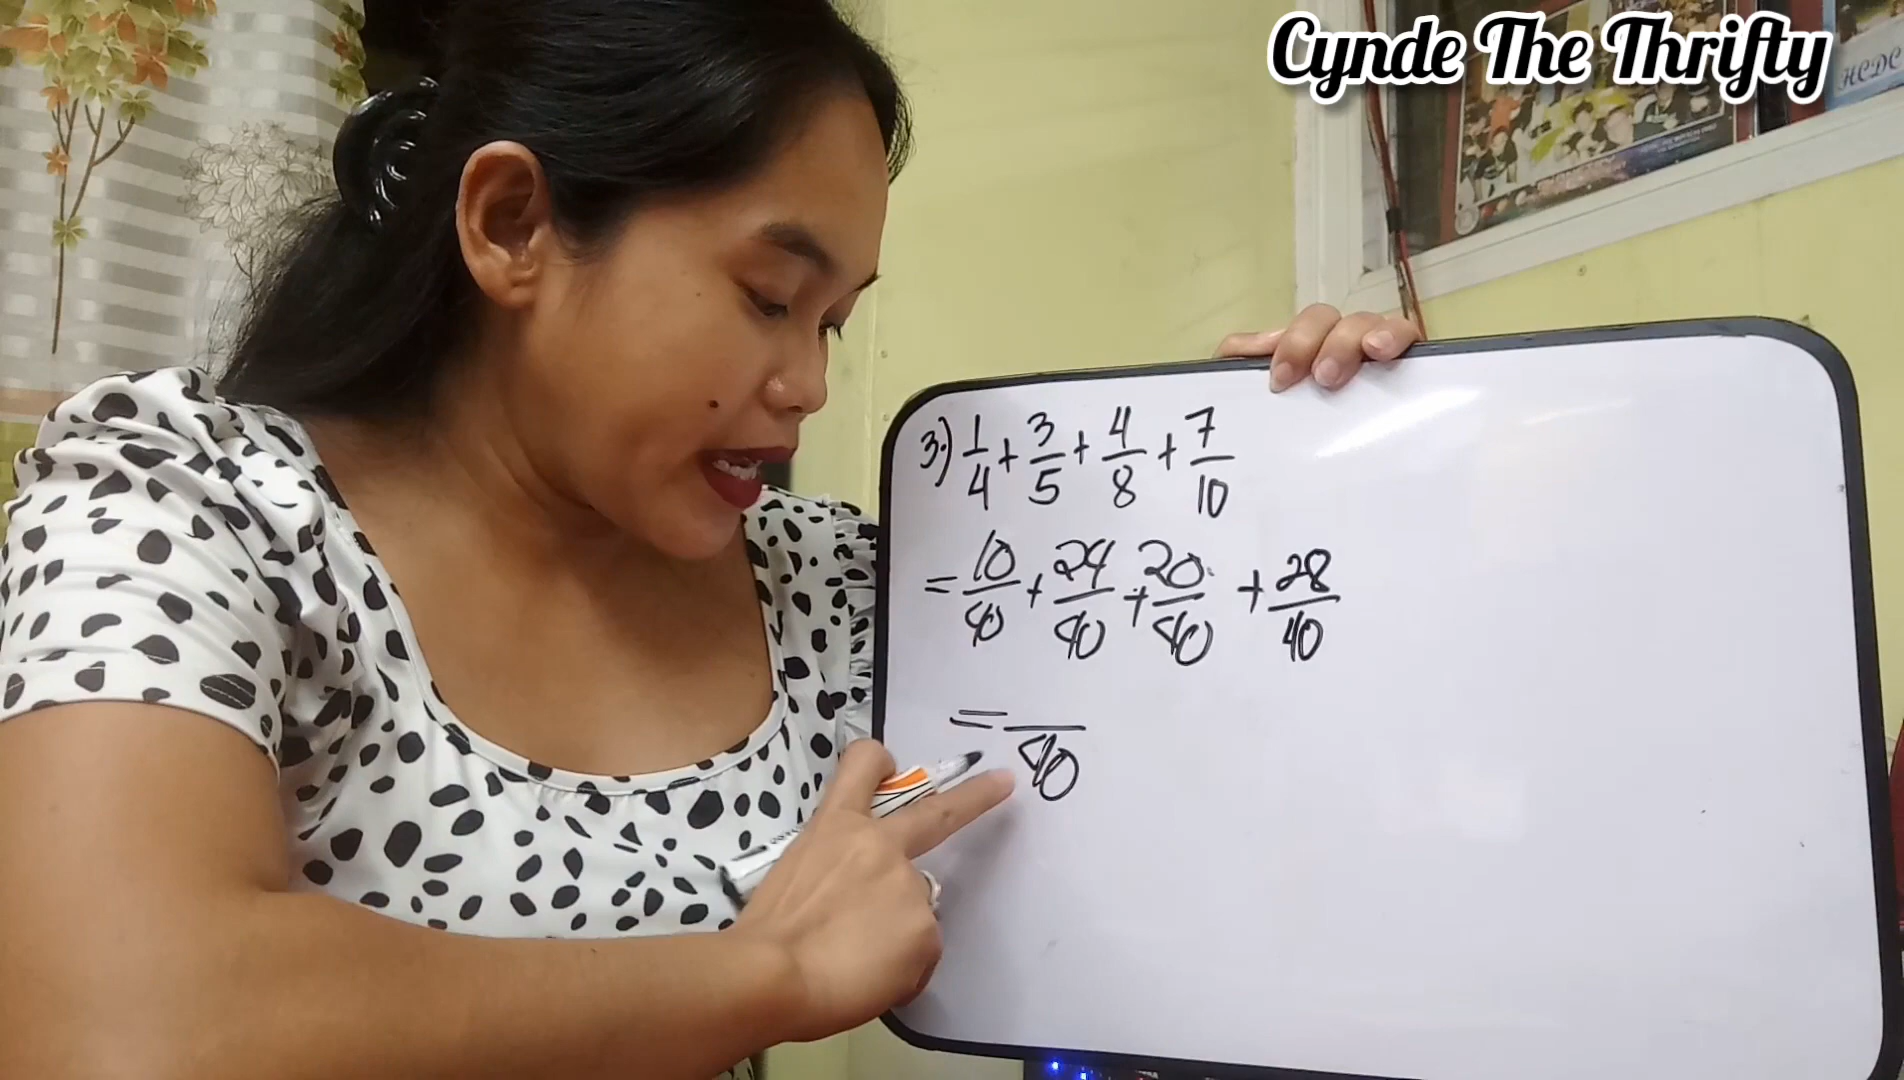 Cynde The Thrifty
HCDC
3.) 1/4 + 3/5 + 4/8 + 7/10
= 10/40 + 24/40 + 20/40 + 28/40
= /40